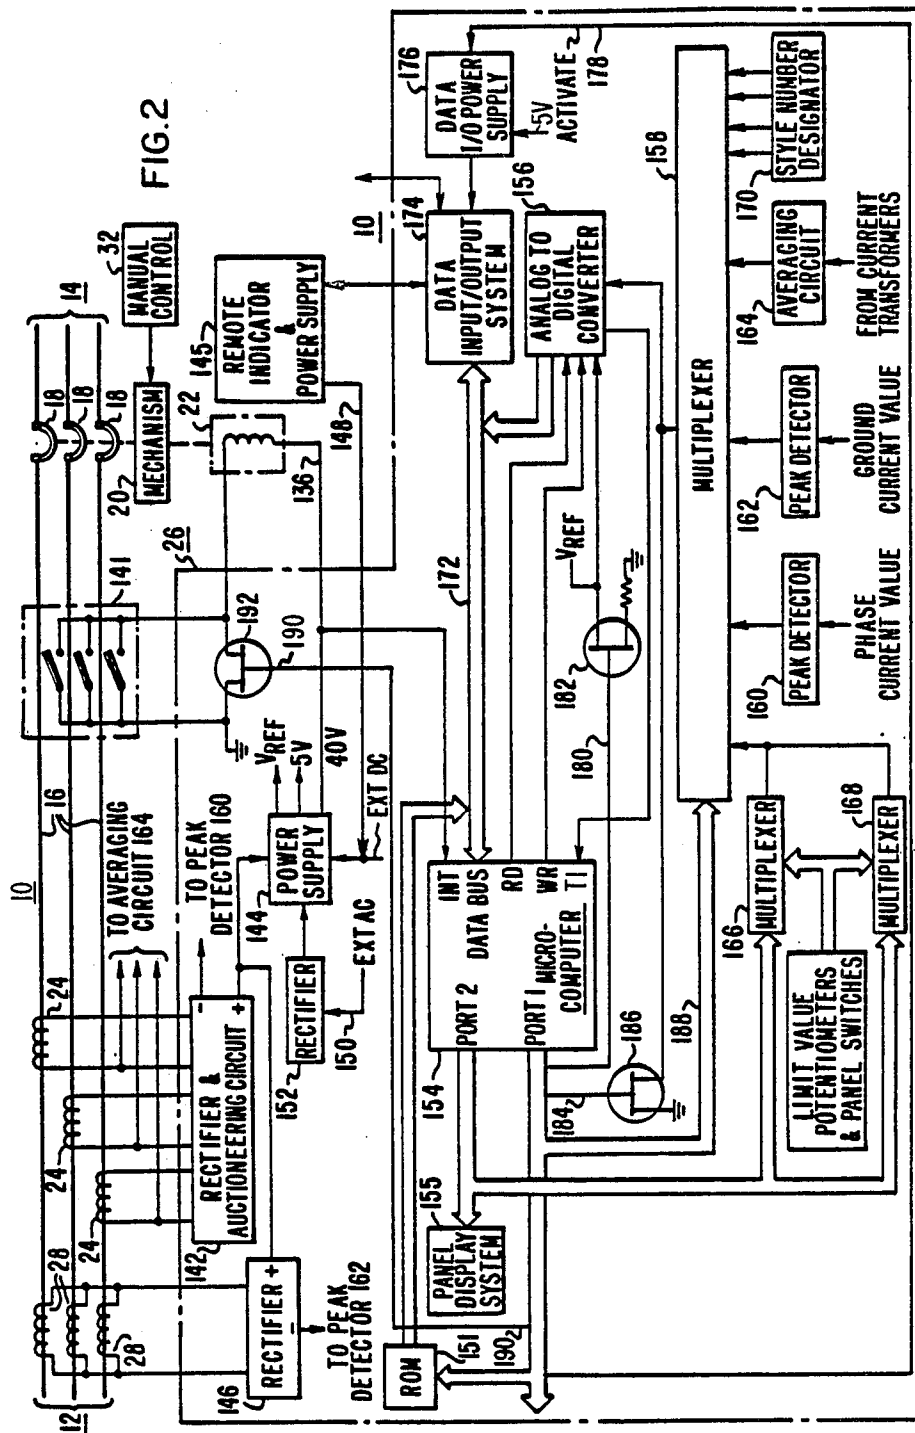 FIG.2
10
12
28
28
28
24
24
24
16
TO AVERAGING
CIRCUIT 164
141
18
18
18
14
32
MANUAL
CONTROL
20
MECHANISM
22
142
RECTIFIER &
AUCTIONEERING CIRCUIT
-
+
TO PEAK
DETECTOR 160
26
192
190
136
145
REMOTE
INDICATOR
&
POWER SUPPLY
148
146
RECTIFIER
+
-
TO PEAK
DETECTOR 162
144
POWER
SUPPLY
VREF
5V
40V
EXT DC
152
RECTIFIER
150
EXT AC
10
ROM
151
190
155
PANEL
DISPLAY
SYSTEM
154
INT
DATA BUS
PORT 2
RD
WR
PORT 1
MICRO-
COMPUTER
T1
172
174
DATA
INPUT/OUTPUT
SYSTEM
176
DATA
I/O POWER
SUPPLY
5V
ACTIVATE
178
156
ANALOG TO
DIGITAL
CONVERTER
VREF
182
180
184
186
188
158
MULTIPLEXER
166
MULTIPLEXER
168
MULTIPLEXER
LIMIT VALUE
POTENTIOMETERS
& PANEL SWITCHES
160
PEAK DETECTOR
PHASE
CURRENT VALUE
162
PEAK DETECTOR
GROUND
CURRENT VALUE
164
AVERAGING
CIRCUIT
FROM CURRENT
TRANSFORMERS
170
STYLE NUMBER
DESIGNATOR